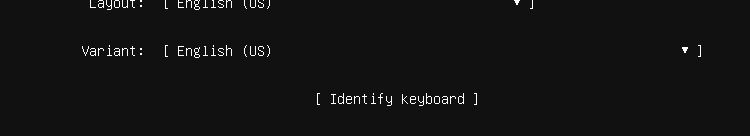 Layout: [ English (US) ▼ ]
Variant: [ English (US) ▼ ]
[ Identify keyboard ]